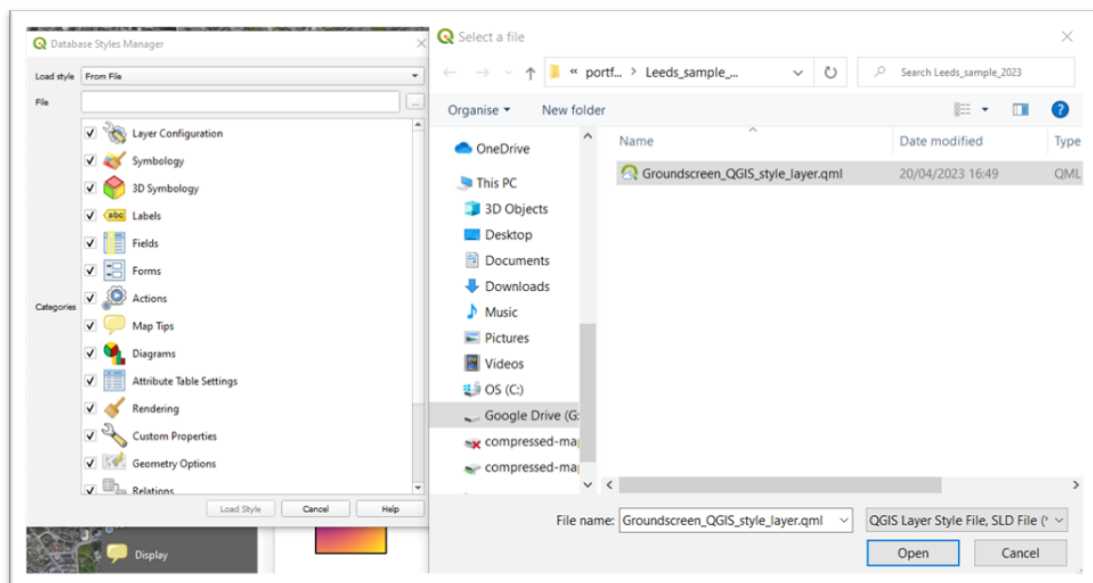 Database Styles Manager
Load style From File
File
...
Categories
Layer Configuration
Symbology
3D Symbology
abc Labels
Fields
Forms
Actions
Map Tips
Diagrams
Attribute Table Settings
Rendering
Custom Properties
Geometry Options
Relations
Load Style Cancel Help
Display
Select a file
« portf... > Leeds_sample_...
Search Leeds_sample_2023
Organise New folder
Name Date modified Type
OneDrive
This PC
3D Objects
Desktop
Documents
Downloads
Music
Pictures
Videos
OS (C:)
Google Drive (G:
compressed-ma
compressed-ma
Groundscreen_QGIS_style_layer.qml 20/04/2023 16:49 QML
File name: Groundscreen_QGIS_style_layer.qml QGIS Layer Style File, SLD File (
Open Cancel